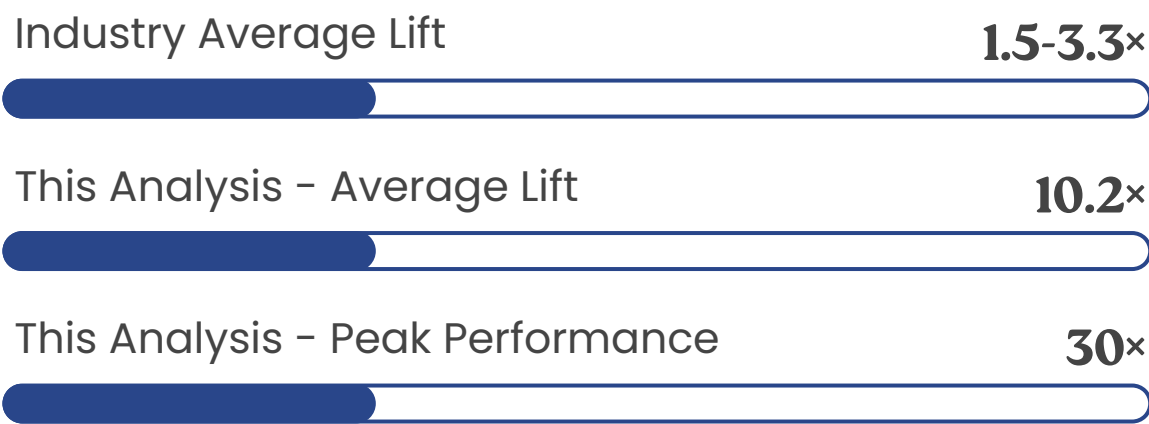 Industry Average Lift
1.5-3.3×
This Analysis - Average Lift
10.2×
This Analysis - Peak Performance
30×